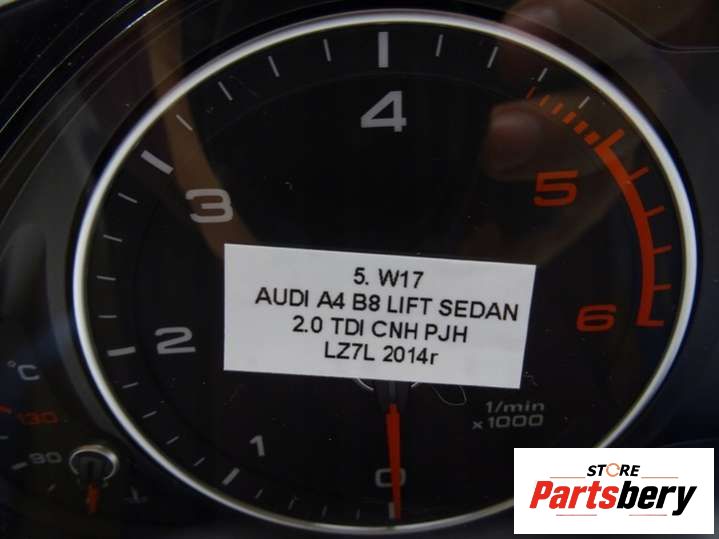 4
3
5
5. W17
AUDI A4 B8 LIFT SEDAN
2.0 TDI CNH PJH
LZ7L 2014r
6
2
°C
130
90
1
0
1/min
x 1000
STORE
Partsbery